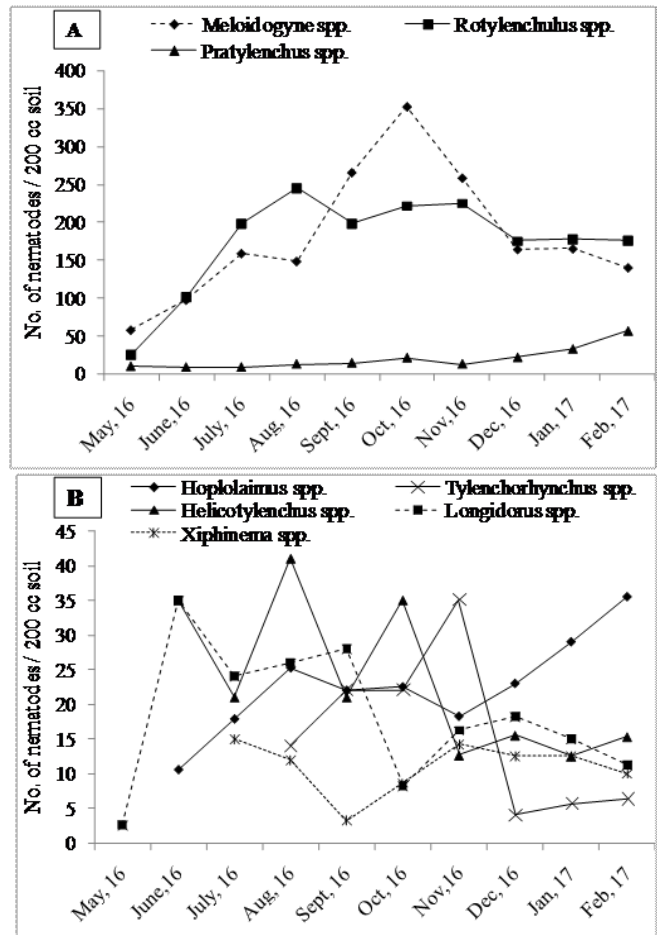 A
Meloidogyne spp.
Rotylenchulus spp.
Pratylenchus spp.
No. of nematodes / 200 cc soil
400
350
300
250
200
150
100
50
0
May, 16
June,16
July, 16
Aug, 16
Sept, 16
Oct, 16
Nov, 16
Dec, 16
Jan, 17
Feb, 17
B
Hoplolaimus spp.
Tylenchorhynchus spp.
Helicotylenchus spp.
Longidorus spp.
Xiphinema spp.
No. of nematodes / 200 cc soil
45
40
35
30
25
20
15
10
5
0
May, 16
June,16
July, 16
Aug, 16
Sept, 16
Oct, 16
Nov, 16
Dec, 16
Jan, 17
Feb, 17